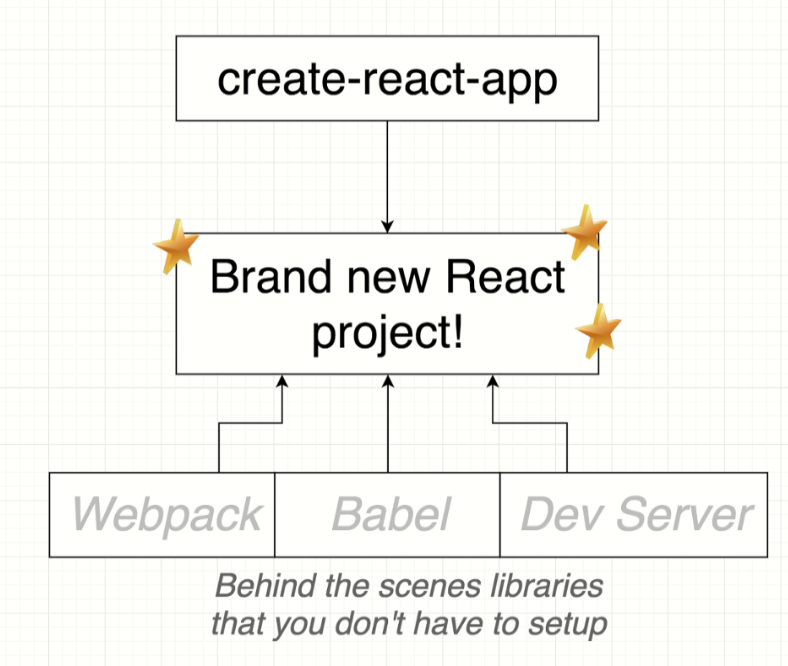 create-react-app
Brand new React
project!
Webpack
Babel
Dev Server
Behind the scenes libraries
that you don't have to setup